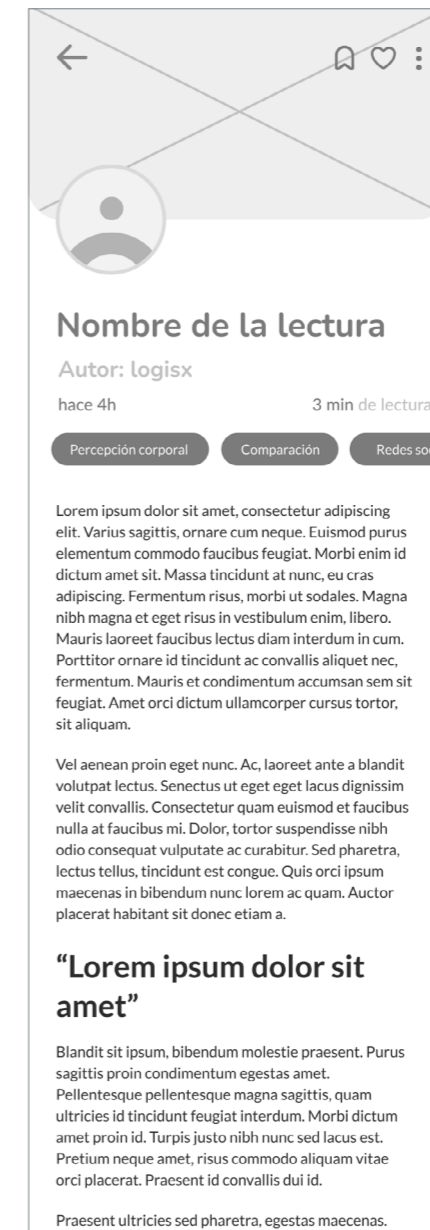 Nombre de la lectura
Autor: logisx
hace 4h 3 min de lectura
Percepción corporal Comparación Redes soc
Lorem ipsum dolor sit amet, consectetur adipiscing
elit. Varius sagittis, ornare cum neque. Euismod purus
elementum commodo faucibus feugiat. Morbi enim id
dictum amet sit. Massa tincidunt at nunc, eu cras
adipiscing. Fermentum risus, morbi ut sodales. Magna
nibh magna et eget risus in vestibulum enim, libero.
Mauris laoreet faucibus lectus diam interdum in cum.
Porttitor ornare id tincidunt ac convallis aliquet nec,
fermentum. Mauris et condimentum accumsan sem sit
feugiat. Amet orci dictum ullamcorper cursus tortor,
sit aliquam.
Vel aenean proin eget nunc. Ac, laoreet ante a blandit
volutpat lectus. Senectus ut eget eget lacus dignissim
velit convallis. Consectetur quam euismod et faucibus
nulla at faucibus mi. Dolor, tortor suspendisse nibh
odio consequat vulputate ac curabitur. Sed pharetra,
lectus tellus, tincidunt est congue. Quis orci ipsum
maecenas in bibendum nunc lorem ac quam. Auctor
placerat habitant sit donec etiam a.
“Lorem ipsum dolor sit
amet”
Blandit sit ipsum, bibendum molestie praesent. Purus
sagittis proin condimentum egestas amet.
Pellentesque pellentesque magna sagittis, quam
ultricies id tincidunt feugiat interdum. Morbi dictum
amet proin id. Turpis justo nibh nunc sed lacus est.
Pretium neque amet, risus commodo aliquam vitae
orci placerat. Praesent id convallis dui id.
Praesent ultricies sed pharetra, egestas maecenas.